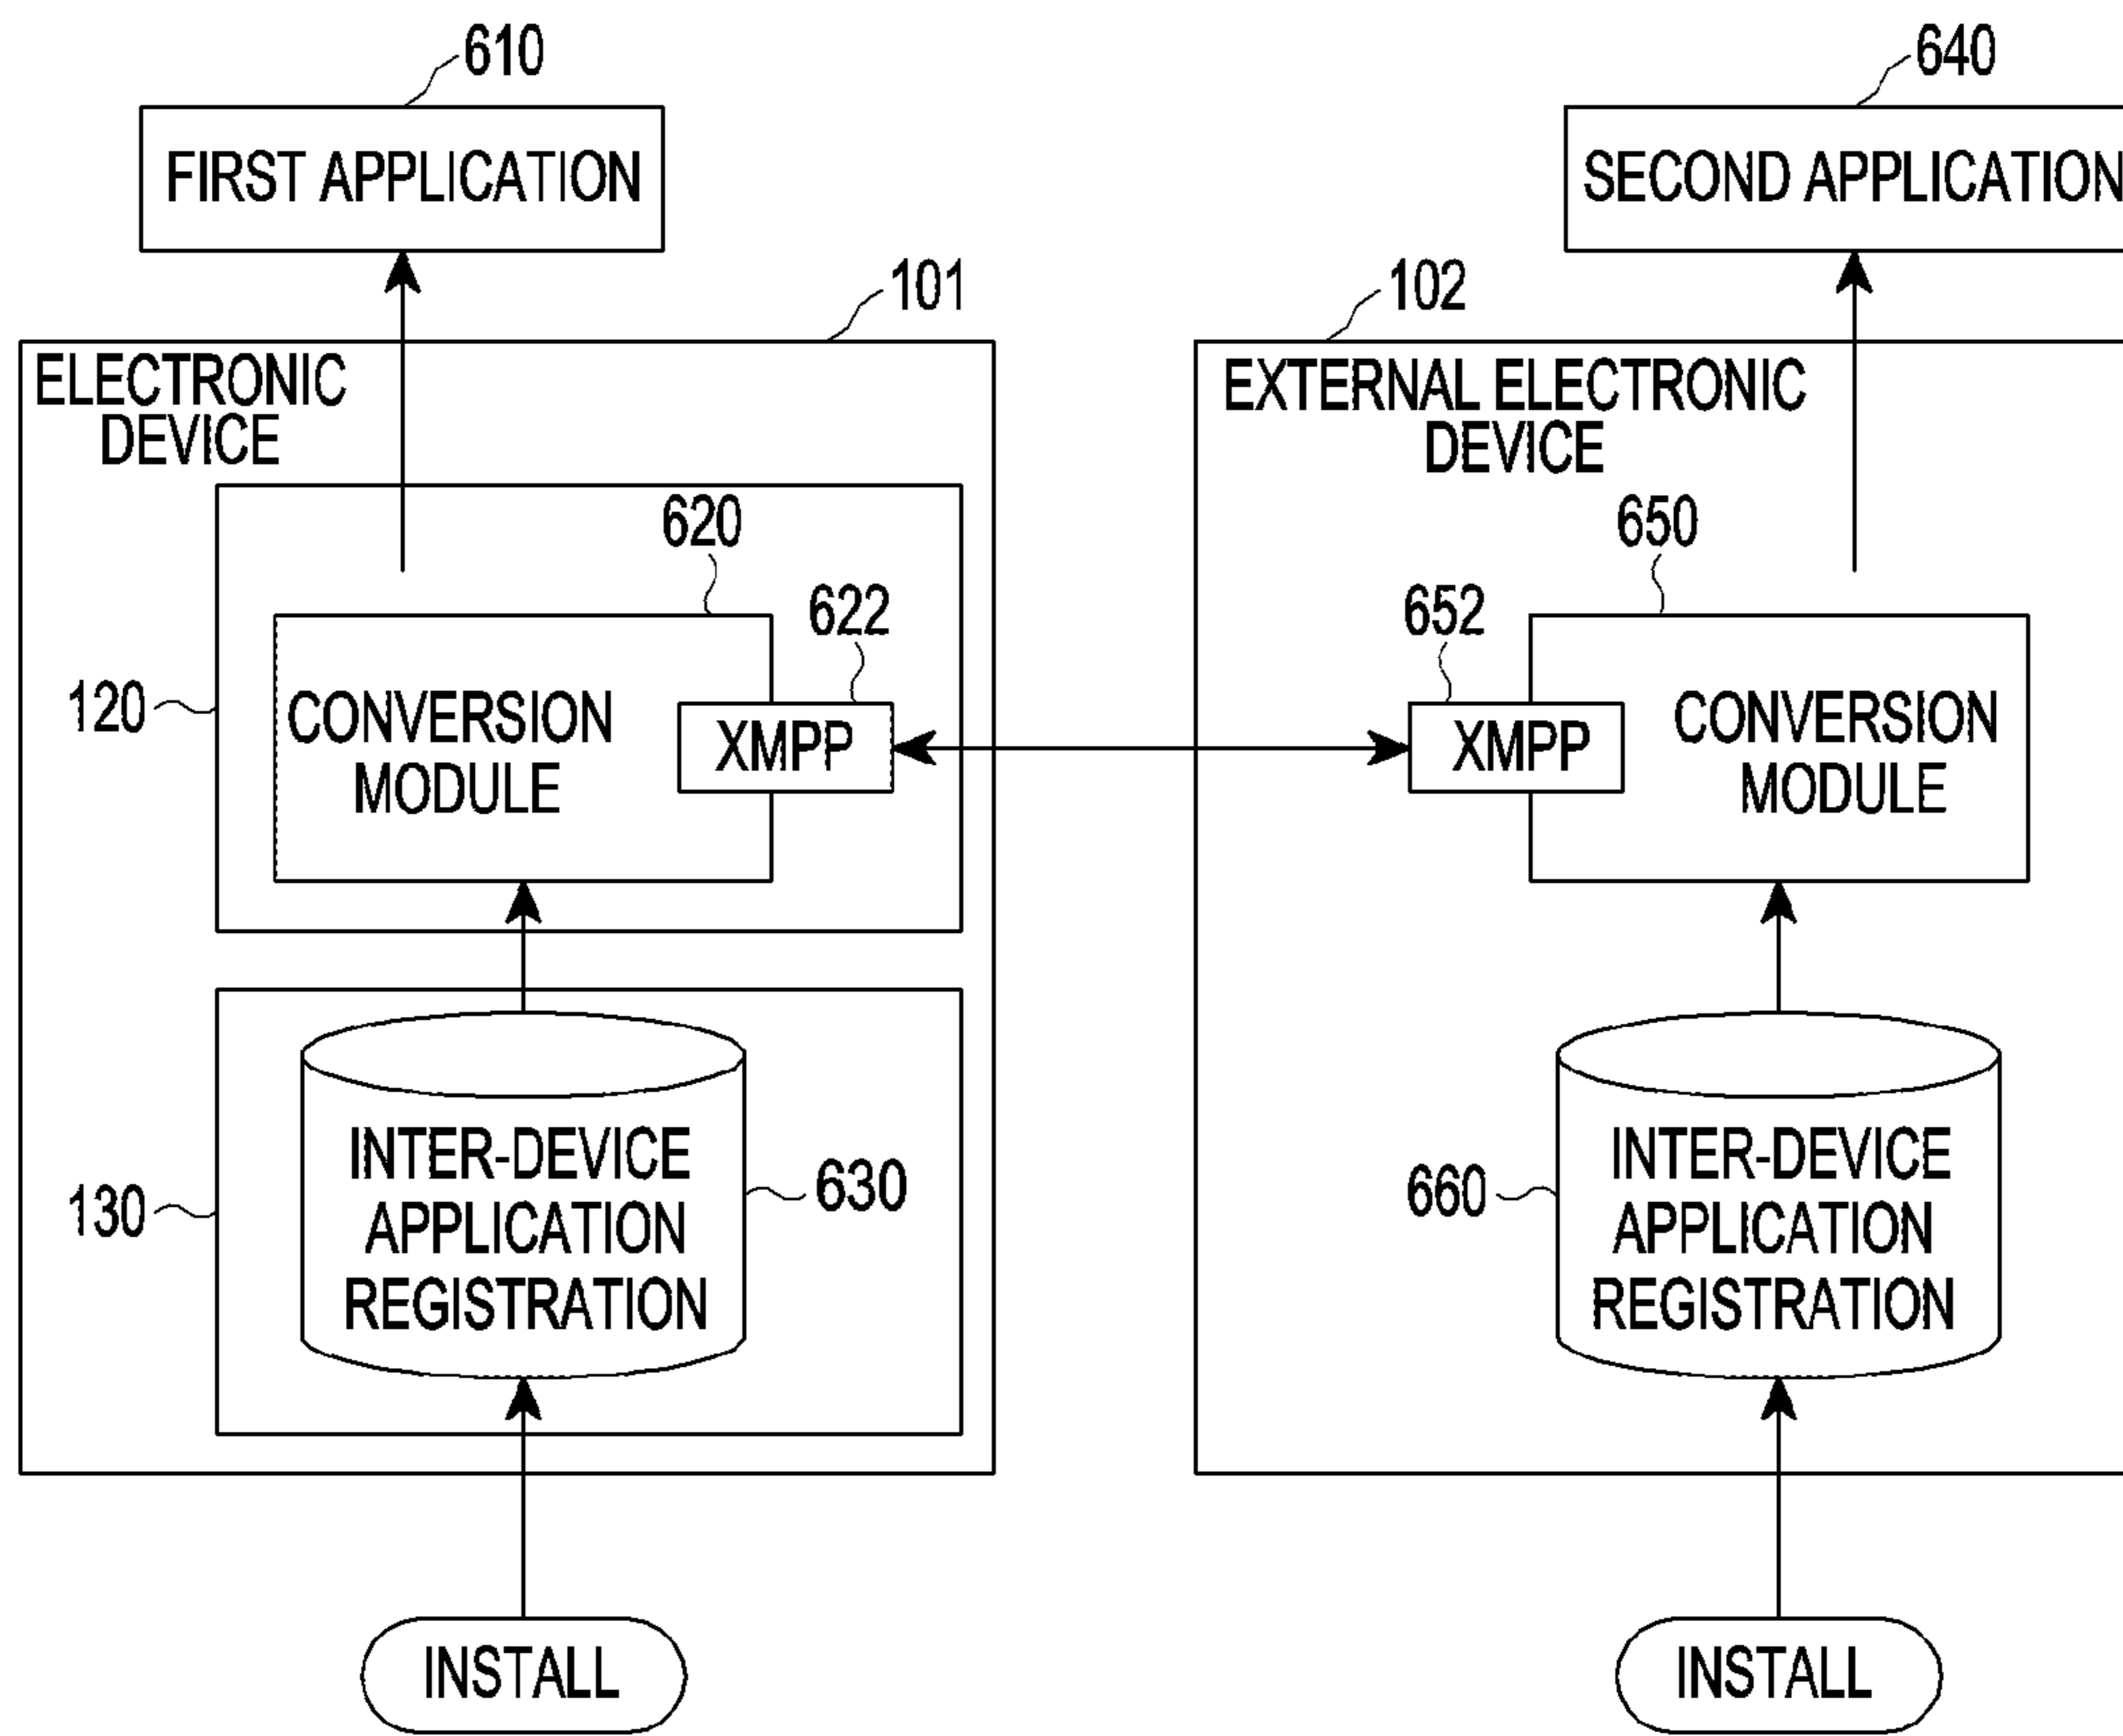 610
640
FIRST APPLICATION
SECOND APPLICATION
101
102
ELECTRONIC
DEVICE
EXTERNAL ELECTRONIC
DEVICE
620
650
622
652
120
CONVERSION
MODULE
XMPP
XMPP
CONVERSION
MODULE
130
INTER-DEVICE
APPLICATION
REGISTRATION
630
660
INTER-DEVICE
APPLICATION
REGISTRATION
INSTALL
INSTALL